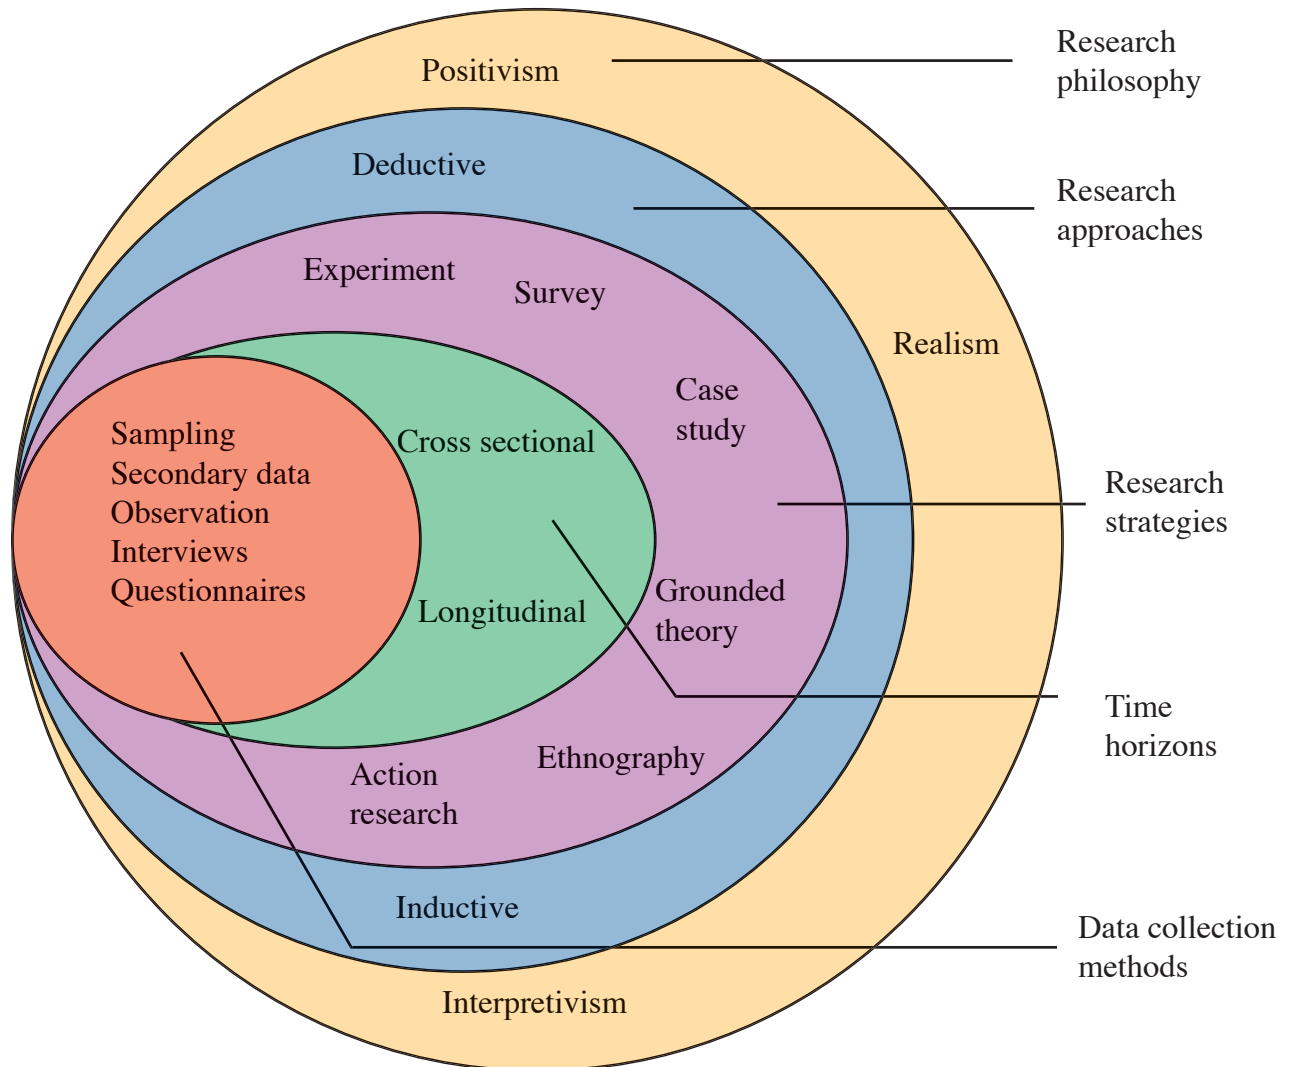 Positivism
Research
philosophy
Deductive
Research
approaches
Experiment
Survey
Realism
Case
study
Sampling
Secondary data
Observation
Interviews
Questionnaires
Cross sectional
Research
strategies
Longitudinal
Grounded
theory
Time
horizons
Ethnography
Action
research
Inductive
Data collection
methods
Interpretivism